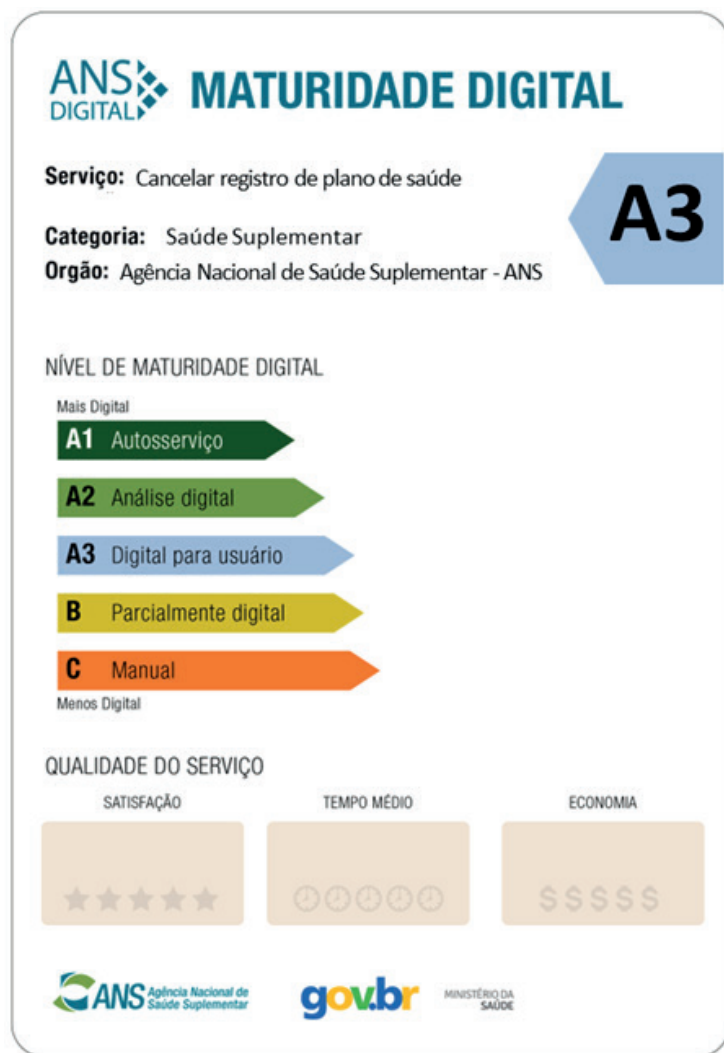 ANS DIGITAL
MATURIDADE DIGITAL
Serviço: Cancelar registro de plano de saúde
A3
Categoria: Saúde Suplementar
Orgão: Agência Nacional de Saúde Suplementar - ANS
NÍVEL DE MATURIDADE DIGITAL
Mais Digital
A1 Autosserviço
A2 Análise digital
A3 Digital para usuário
B Parcialmente digital
C Manual
Menos Digital
QUALIDADE DO SERVIÇO
SATISFAÇÃO TEMPO MÉDIO ECONOMIA
$ $ $ $ $
ANS Agência Nacional de
Saúde Suplementar
gov.br
MINISTÉRIO DA
SAÚDE